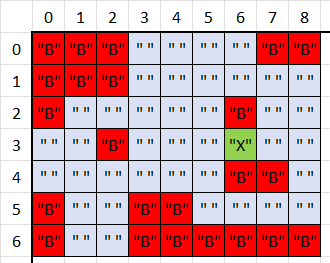 0 1 2 3 4 5 6 7 8
0 "B" "B" "B" " " " " " " " " "B" "B"
1 "B" "B" "B" " " " " " " " " " " " "
2 "B" " " " " " " " " " " "B" " " " "
3 " " " " "B" " " " " " " "X" " " " "
4 " " " " " " " " " " " " "B" "B" " "
5 "B" " " " " "B" "B" " " " " " " " "
6 "B" " " " " "B" "B" "B" "B" "B" "B"